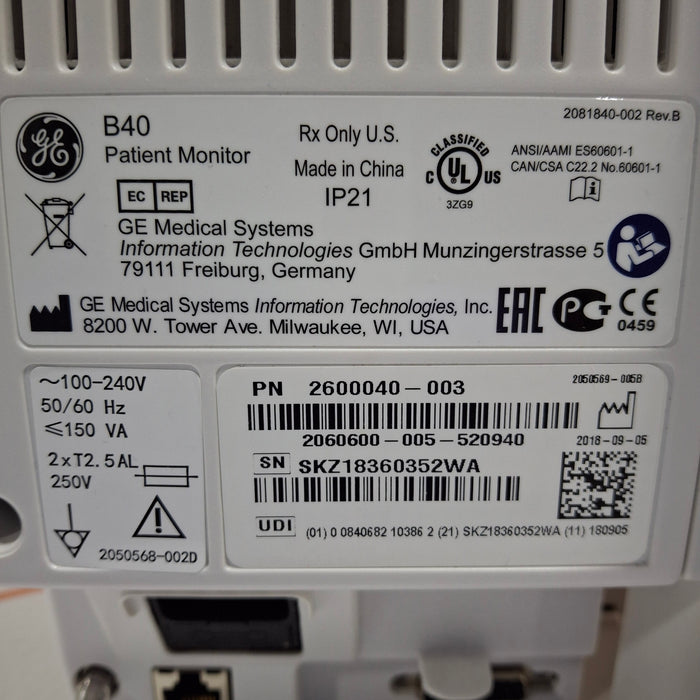 2081840-002 Rev.B
GE
B40
Patient Monitor
Rx Only U.S.
Made in China
IP21
CLASSIFIED
C UL US
3ZG9
ANSI/AAMI ES60601-1
CAN/CSA C22.2 No.60601-1
EC REP
GE Medical Systems
Information Technologies GmbH Munzingerstrasse 5
79111 Freiburg, Germany
GE Medical Systems Information Technologies, Inc.
8200 W. Tower Ave. Milwaukee, WI, USA
EAC
PCT
CE
0459
~100-240V
50/60 Hz
≤150 VA
2xT2.5AL
250V
2050568-002D
PN 2600040-003
2050569-005B
2060600-005-520940
2018-09-05
SN SKZ18360352WA
UDI (01) 0 0840682 10386 2 (21) SKZ18360352WA (11) 180905